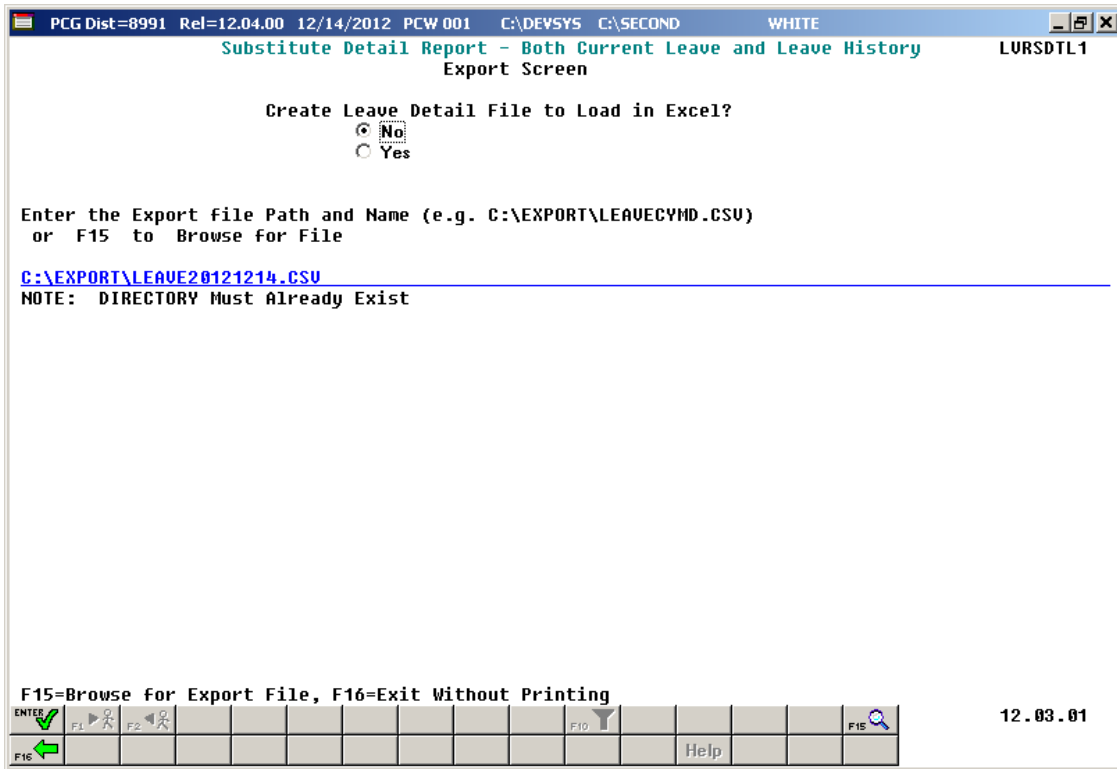 PCG Dist=8991 Rel=12.04.00 12/14/2012 PCW 001 C:\DEVSYS C:\SECOND WHITE
Substitute Detail Report - Both Current Leave and Leave History LVRSDTL1
Export Screen
Create Leave Detail File to Load in Excel?
No
Yes
Enter the Export File Path and Name (e.g. C:\EXPORT\LEAVECYMD.CSV)
or F15 to Browse for File
C:\EXPORT\LEAVE20121214.CSV
NOTE: DIRECTORY Must Already Exist
F15=Browse for Export File, F16=Exit Without Printing
ENTER F1 F2 F10 F15 12.03.01
F16 Help